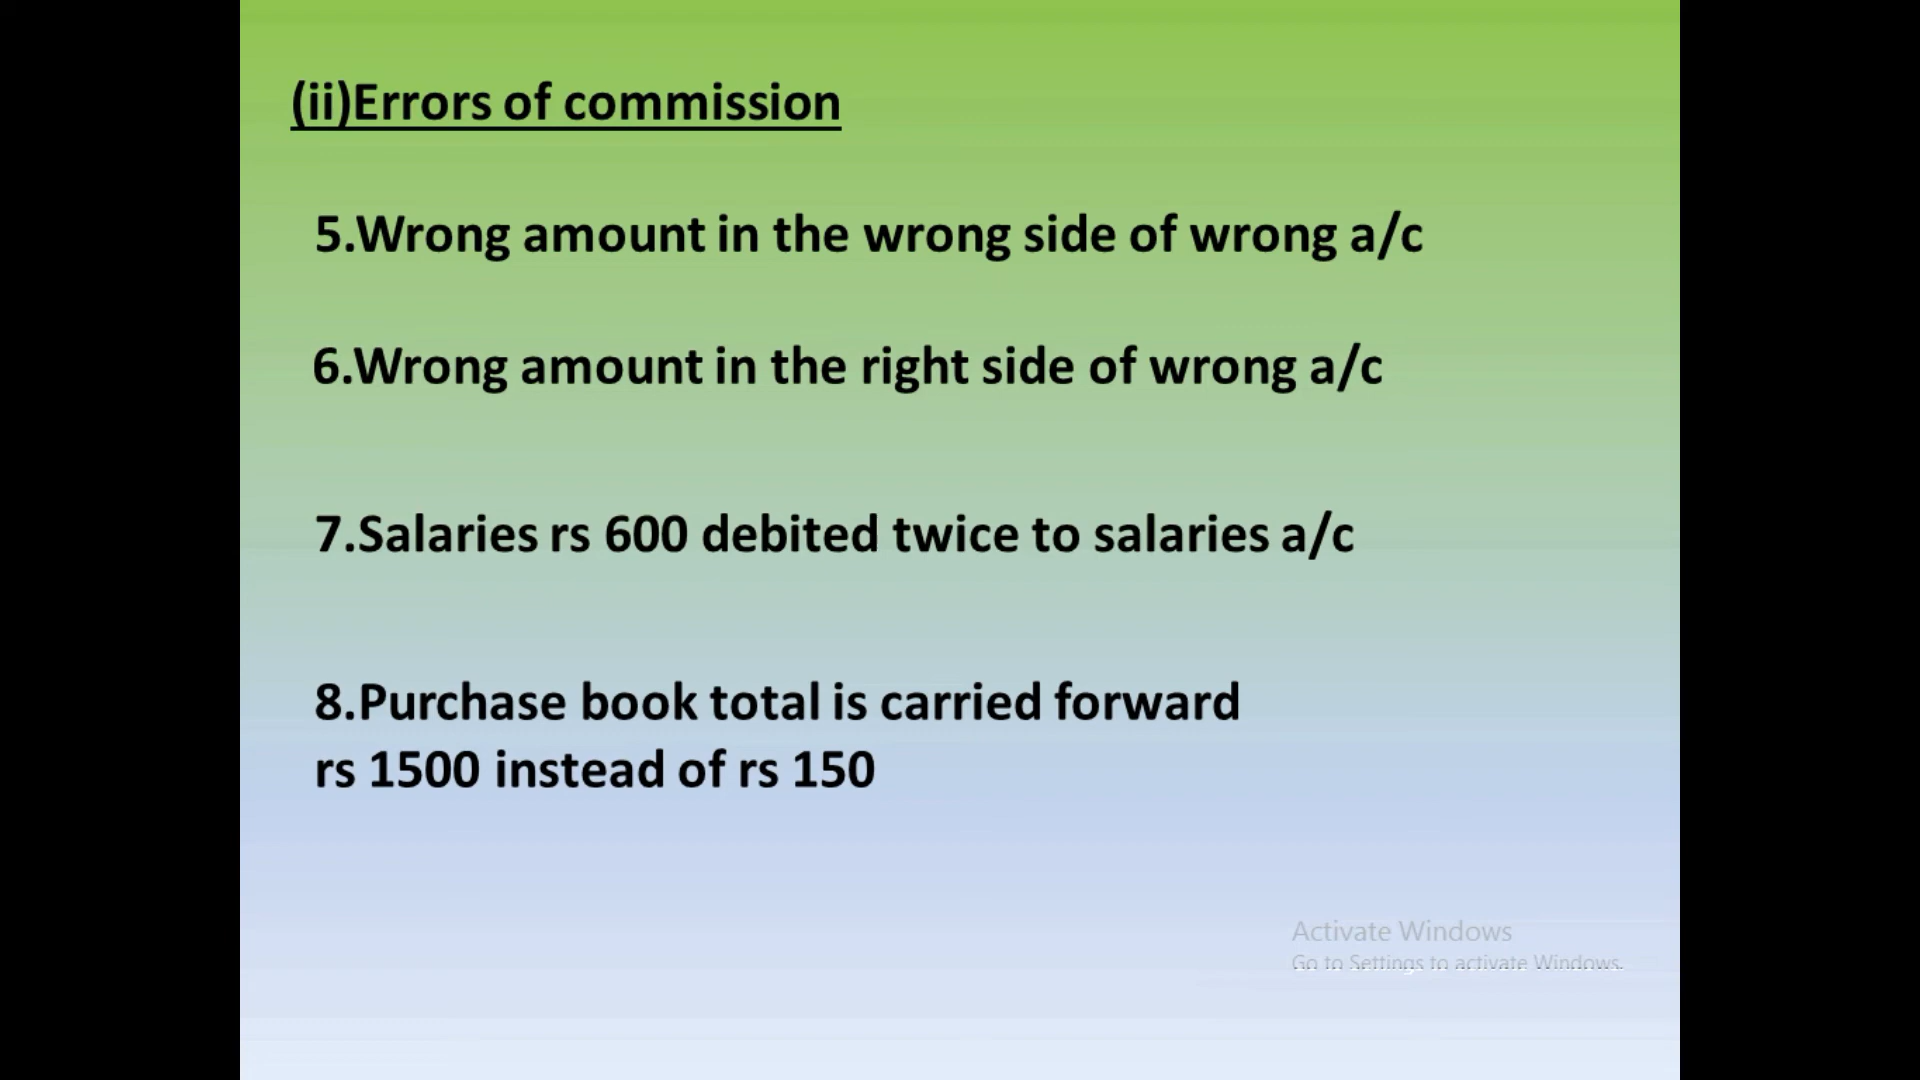 (ii)Errors of commission
5.Wrong amount in the wrong side of wrong a/c
6.Wrong amount in the right side of wrong a/c
7.Salaries rs 600 debited twice to salaries a/c
8.Purchase book total is carried forward
rs 1500 instead of rs 150
Activate Windows
Go to Settings to activate Windows.